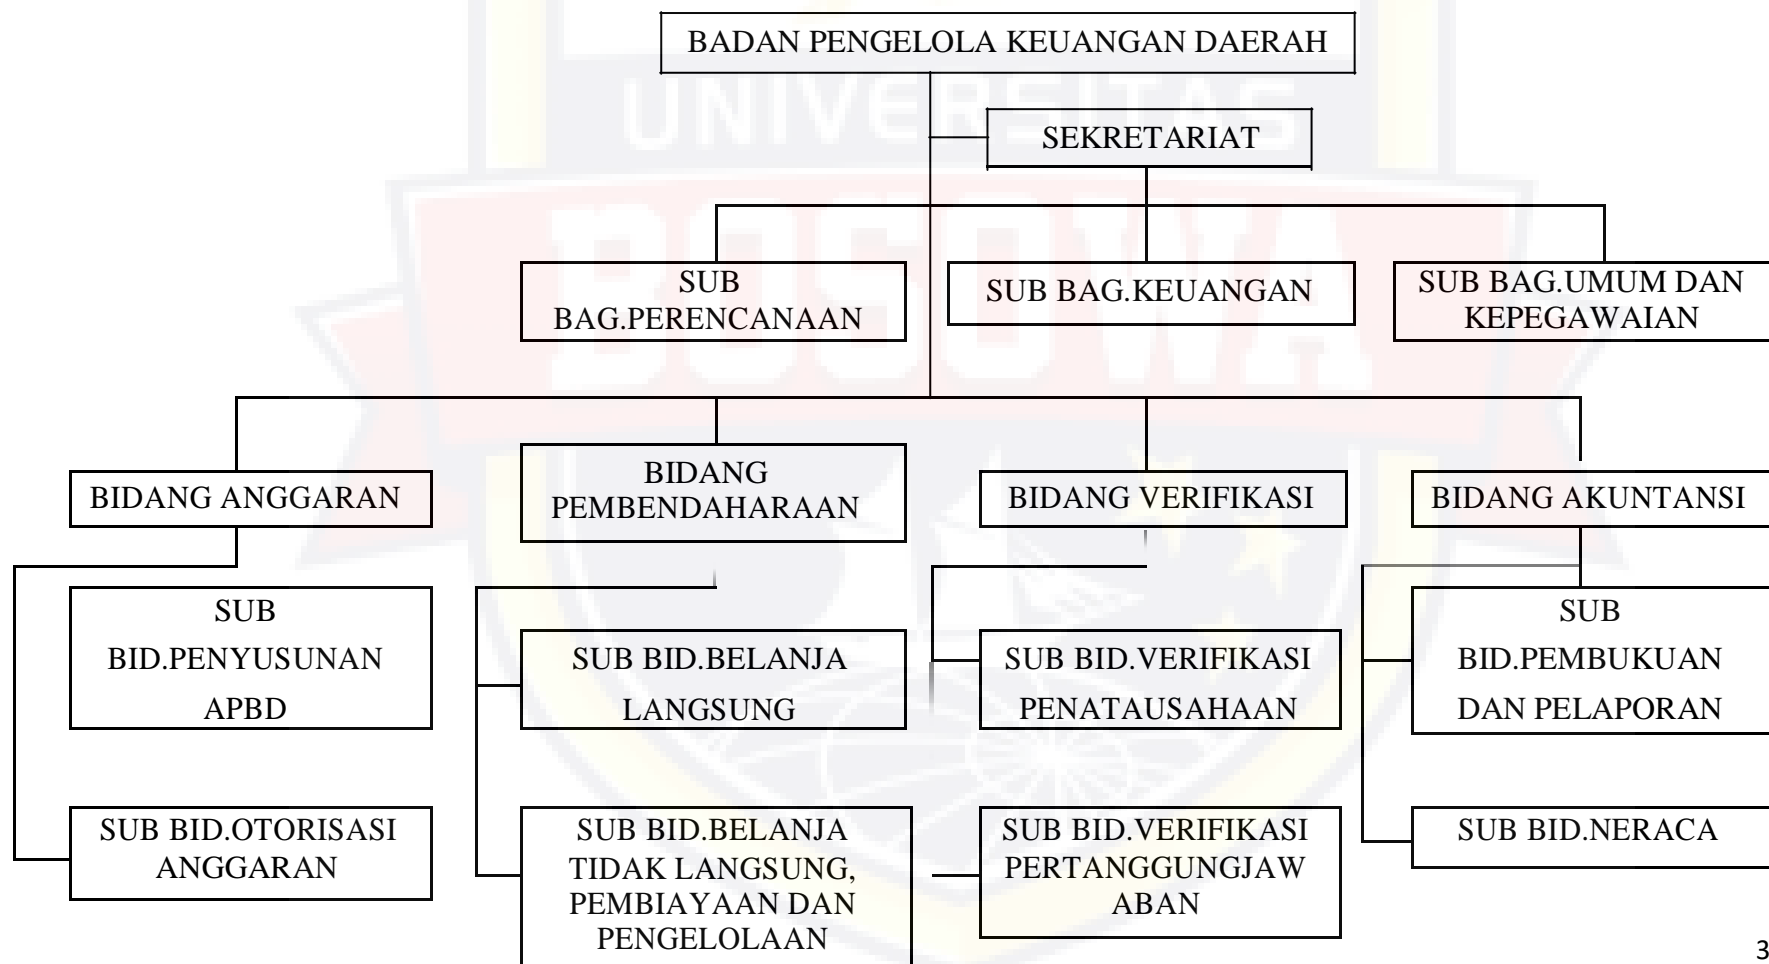 BADAN PENGELOLA KEUANGAN DAERAH
UNIVERSITAS
SEKRETARIAT
BOSOWA
SUB
BAG.PERENCANAAN
SUB BAG.KEUANGAN
SUB BAG.UMUM DAN
KEPEGAWAIAN
BIDANG ANGGARAN
BIDANG
PEMBENDAHARAAN
BIDANG VERIFIKASI
BIDANG AKUNTANSI
SUB
BID.PENYUSUNAN
APBD
SUB BID.BELANJA
LANGSUNG
SUB BID.VERIFIKASI
PENATAUSAHAAN
SUB
BID.PEMBUKUAN
DAN PELAPORAN
SUB BID.OTORISASI
ANGGARAN
SUB BID.BELANJA
TIDAK LANGSUNG,
PEMBIAYAAN DAN
PENGELOLAAN
SUB BID.VERIFIKASI
PERTANGGUNGJAW
ABAN
SUB BID.NERACA
3